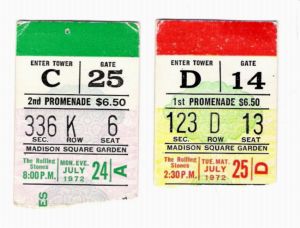 ENTER TOWER GATE
C 25
2nd PROMENADE $6.50
336 K 6
SEC. ROW SEAT
MADISON SQUARE GARDEN
The Rolling Stones
8:00 P.M.
MON. EVE.
JULY 24
1972
A
ES
ENTER TOWER GATE
D 14
1st PROMENADE $6.50
123 D 13
SEC. ROW SEAT
MADISON SQUARE GARDEN
The Rolling Stones
2:30 P.M.
TUE. MAT.
JULY 25
1972
D